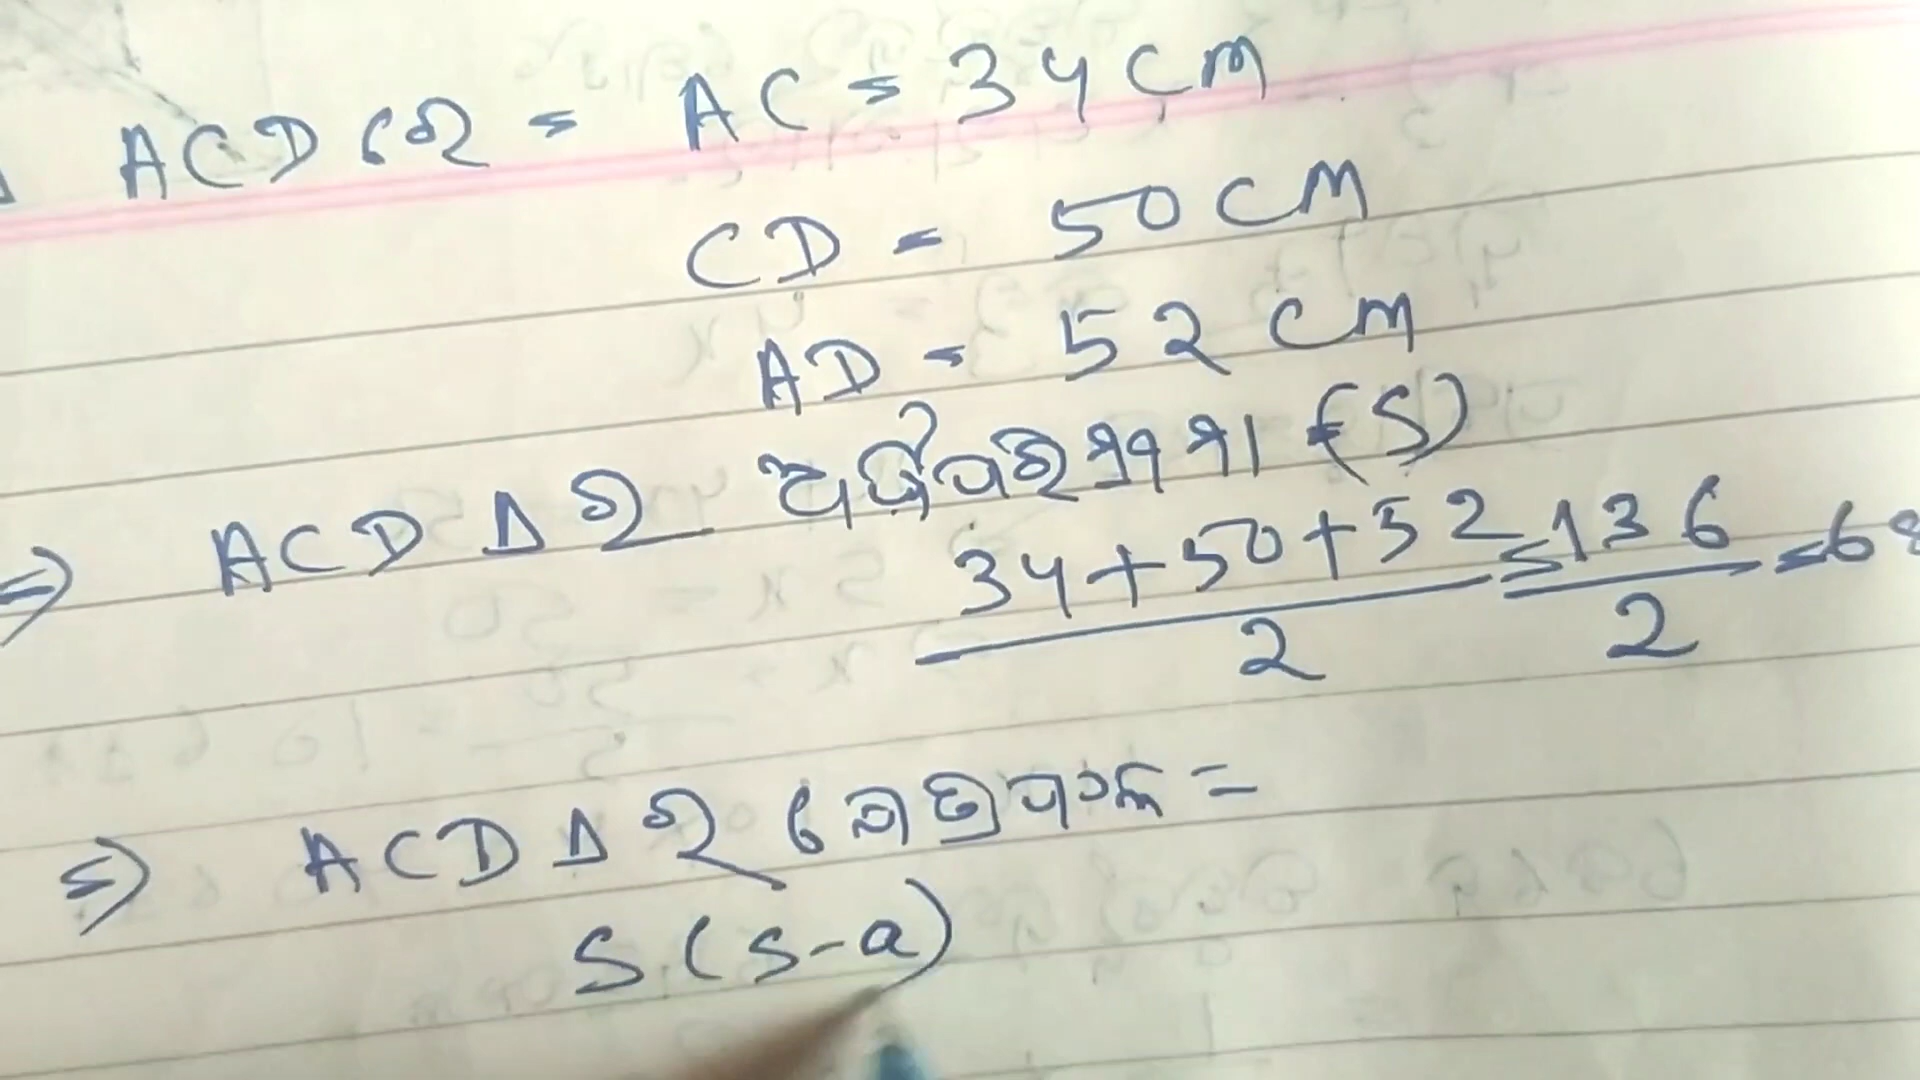 Δ ACD ରେ = AC = 34 CM
CD = 50 CM
AD = 52 CM
⇒ ACD Δ ର ଅର୍ଦ୍ଧପରିସୀମା (S)
34+50+52/2 = 136/2 = 68
⇒ ACD Δ ର କ୍ଷେତ୍ରଫଳ =
S(s-a)